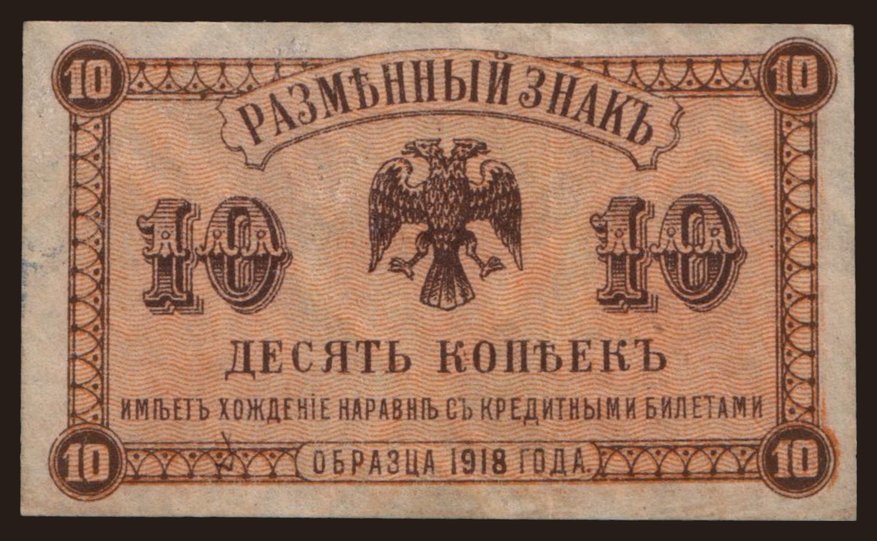 10 10
РАЗМѢННЫЙ ЗНАКЪ
10 10
ДЕСЯТЬ КОПѢЕКЪ
ИМѢЕТЪ ХОЖДЕНІЕ НАРАВНѢ СЪ КРЕДИТНЫМИ БИЛЕТАМИ
10 ОБРАЗЦА 1918 ГОДА. 10